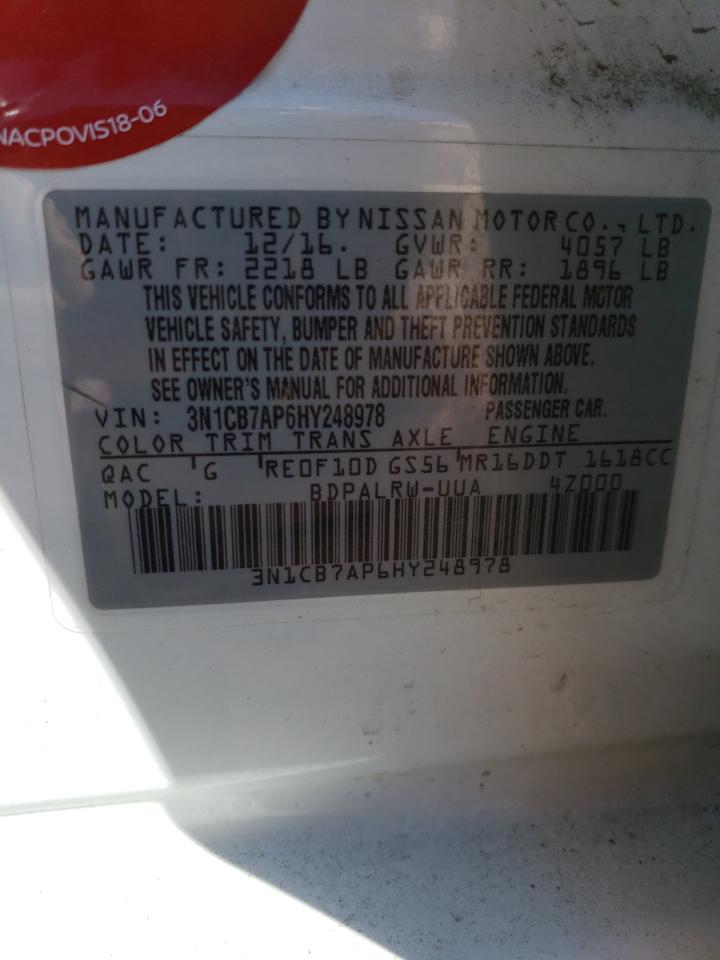 NACPOVIS18-06
MANUFACTURED BY NISSAN MOTOR CO., LTD.
DATE: 12/16. GVWR: 4057 LB
GAWR FR: 2218 LB GAWR RR: 1896 LB
THIS VEHICLE CONFORMS TO ALL APPLICABLE FEDERAL MOTOR
VEHICLE SAFETY, BUMPER AND THEFT PREVENTION STANDARDS
IN EFFECT ON THE DATE OF MANUFACTURE SHOWN ABOVE.
SEE OWNER'S MANUAL FOR ADDITIONAL INFORMATION.
VIN: 3N1CB7AP6HY248978 PASSENGER CAR.
COLOR TRIM TRANS AXLE ENGINE
QAC G RE0F10D GS56 MR16DDT 1618CC
MODEL: BDPALRW-UUA 4Z000
3N1CB7AP6HY248978